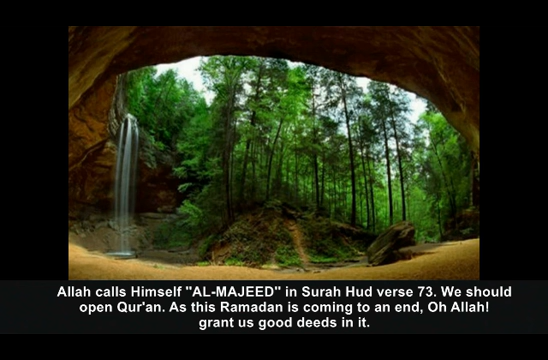 Allah calls Himself "AL-MAJEED" in Surah Hud verse 73. We should
open Qur'an. As this Ramadan is coming to an end, Oh Allah!
grant us good deeds in it.